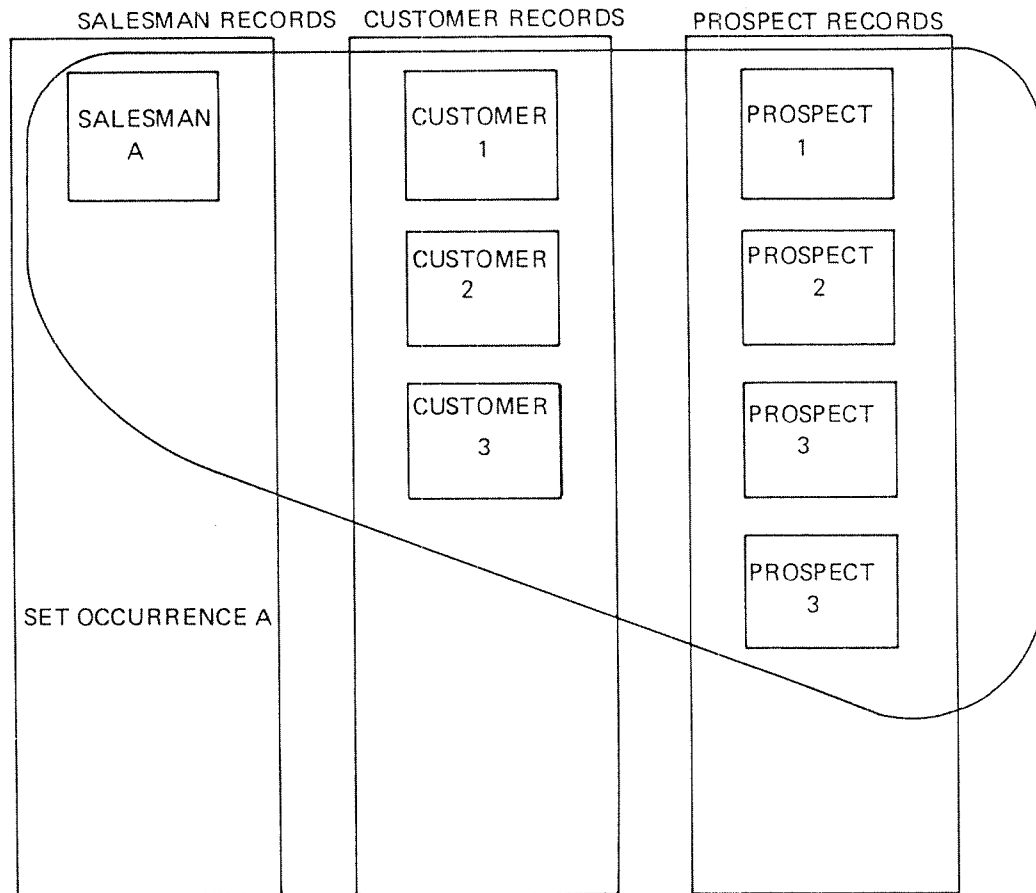 SALESMAN RECORDS
CUSTOMER RECORDS
PROSPECT RECORDS
SALESMAN
A
CUSTOMER
1
PROSPECT
1
CUSTOMER
2
PROSPECT
2
CUSTOMER
3
PROSPECT
3
PROSPECT
3
SET OCCURRENCE A